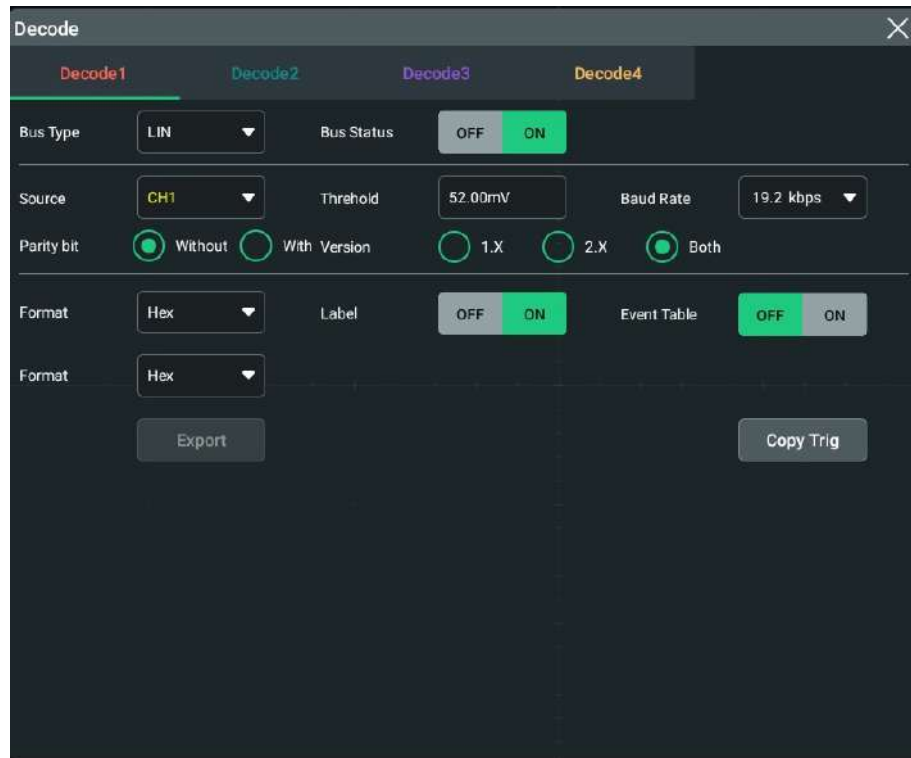 Decode
Decode1 Decode2 Decode3 Decode4
Bus Type LIN Bus Status OFF ON
Source CH1 Threhold 52.00mV Baud Rate 19.2 kbps
Parity bit Without With Version 1.X 2.X Both
Format Hex Label OFF ON Event Table OFF ON
Format Hex
Export Copy Trig